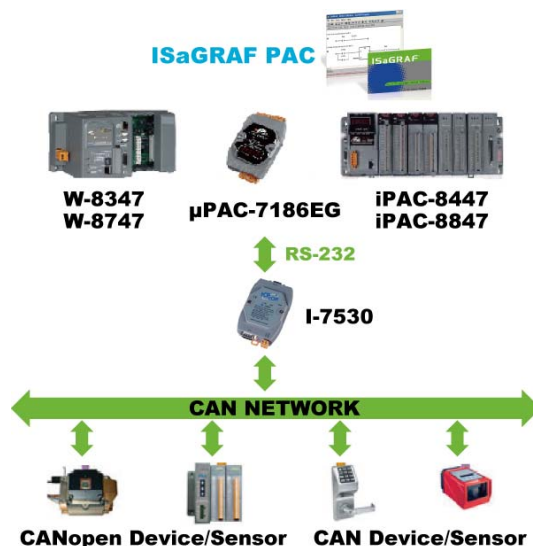 ISaGRAF PAC
ISaGRAF
W-8347
W-8747
µPAC-7186EG
iPAC-8447
iPAC-8847
RS-232
I-7530
CAN NETWORK
CANopen Device/Sensor
CAN Device/Sensor